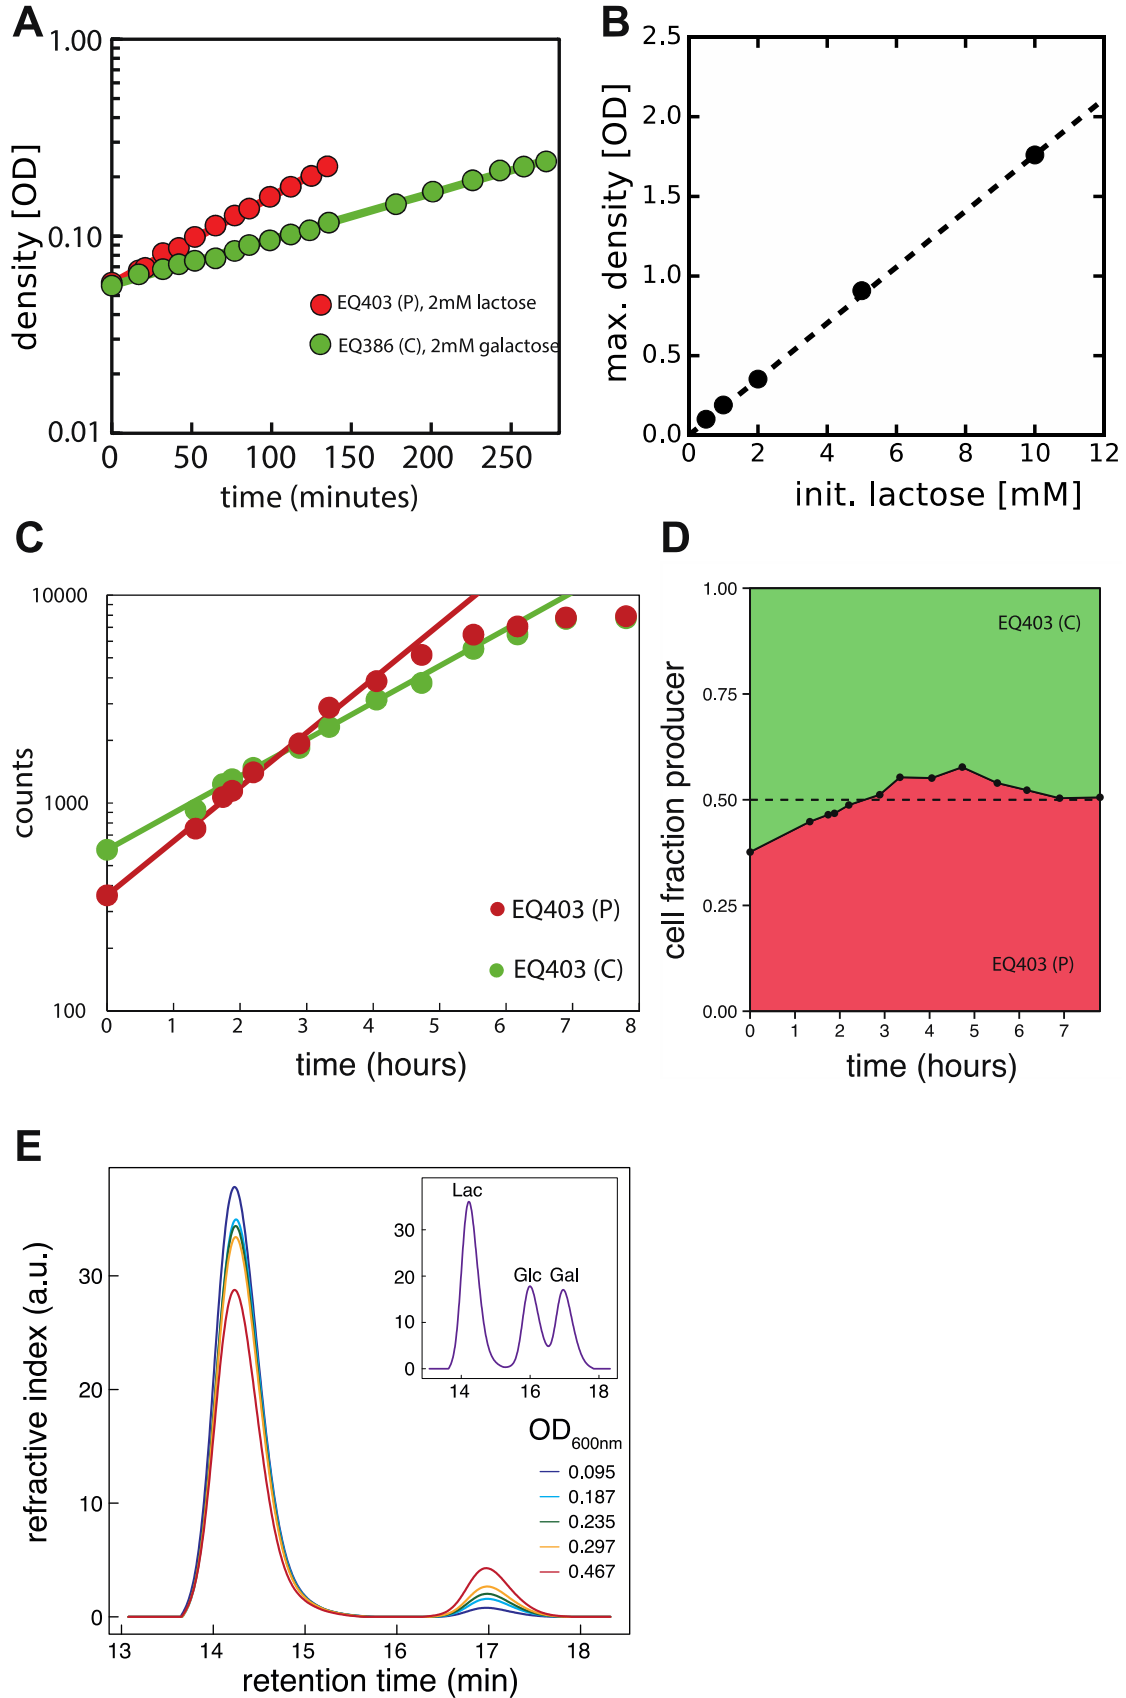 A
1.00
0.10
0.01
density [OD]
EQ403 (P), 2mM lactose
EQ386 (C), 2mM galactose
0 50 100 150 200 250
time (minutes)
B
2.5
2.0
1.5
1.0
0.5
0.0
max. density [OD]
0 2 4 6 8 10 12
init. lactose [mM]
C
10000
1000
100
counts
EQ403 (P)
EQ403 (C)
0 1 2 3 4 5 6 7 8
time (hours)
D
1.00
0.75
0.50
0.25
0.00
cell fraction producer
EQ403 (C)
EQ403 (P)
0 1 2 3 4 5 6 7
time (hours)
E
30
20
10
0
refractive index (a.u.)
Lac
Glc Gal
30
20
10
0
14 16 18
OD600nm
0.095
0.187
0.235
0.297
0.467
13 14 15 16 17 18
retention time (min)